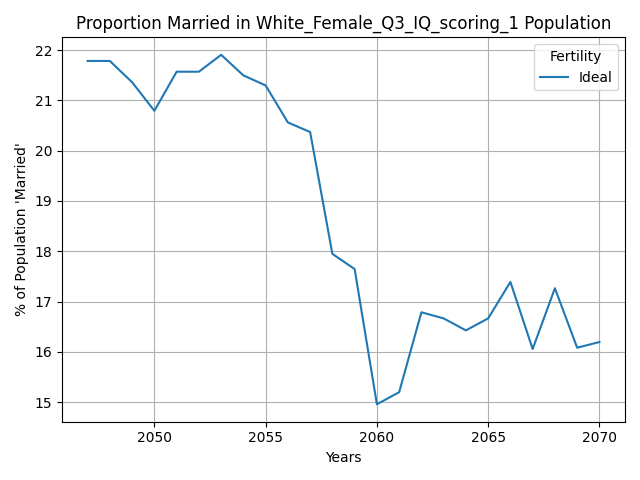 Proportion Married in White_Female_Q3_IQ_scoring_1 Population
Fertility
Ideal
22
21
20
19
18
17
16
15
% of Population 'Married'
2050 2055 2060 2065 2070
Years